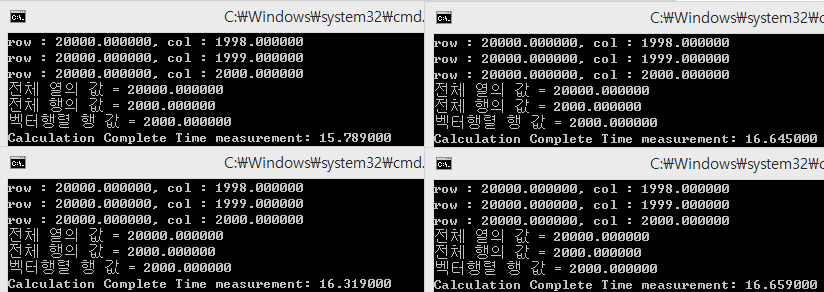 C:₩Windows₩system32₩cmd.
row : 20000.000000, col : 1998.000000
row : 20000.000000, col : 1999.000000
row : 20000.000000, col : 2000.000000
전체 열의 값 = 20000.000000
전체 행의 값 = 2000.000000
벡터행렬 행 값 = 2000.000000
Calculation Complete Time measurement: 15.789000
C:₩Windows₩system32₩cmd.
row : 20000.000000, col : 1998.000000
row : 20000.000000, col : 1999.000000
row : 20000.000000, col : 2000.000000
전체 열의 값 = 20000.000000
전체 행의 값 = 2000.000000
벡터행렬 행 값 = 2000.000000
Calculation Complete Time measurement: 16.645000
C:₩Windows₩system32₩cmd.
row : 20000.000000, col : 1998.000000
row : 20000.000000, col : 1999.000000
row : 20000.000000, col : 2000.000000
전체 열의 값 = 20000.000000
전체 행의 값 = 2000.000000
벡터행렬 행 값 = 2000.000000
Calculation Complete Time measurement: 16.319000
C:₩Windows₩system32₩cmd.
row : 20000.000000, col : 1998.000000
row : 20000.000000, col : 1999.000000
row : 20000.000000, col : 2000.000000
전체 열의 값 = 20000.000000
전체 행의 값 = 2000.000000
벡터행렬 행 값 = 2000.000000
Calculation Complete Time measurement: 16.659000